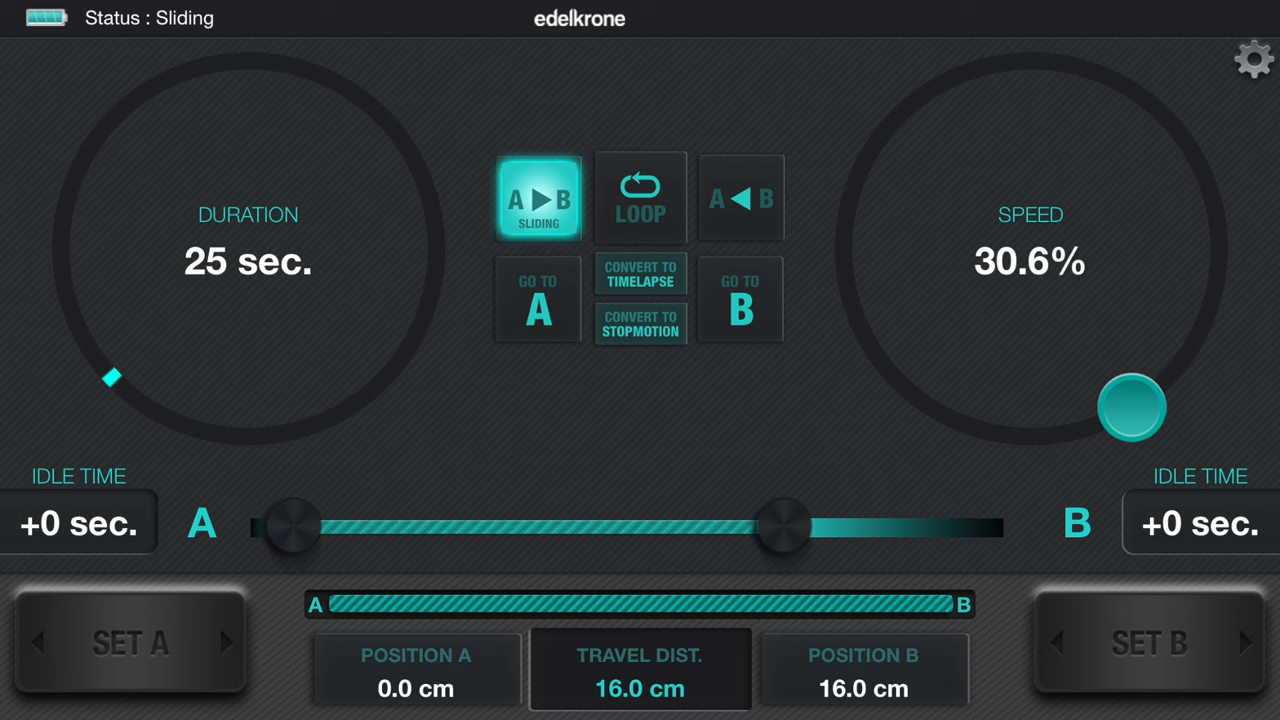 Status : Sliding
edelkrone
DURATION
25 sec.
A B
SLIDING
LOOP
A B
GO TO
A
CONVERT TO
TIMELAPSE
CONVERT TO
STOPMOTION
GO TO
B
SPEED
30.6%
IDLE TIME
+0 sec.
A
B
IDLE TIME
+0 sec.
SET A
A
B
POSITION A
0.0 cm
TRAVEL DIST.
16.0 cm
POSITION B
16.0 cm
SET B